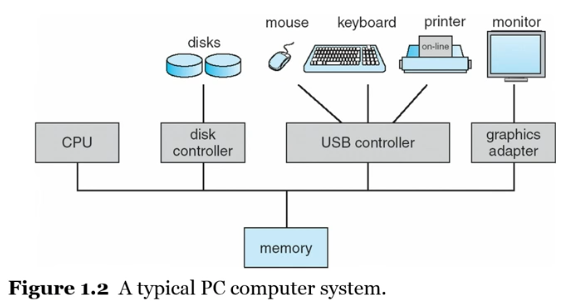 mouse keyboard printer monitor
disks
on-line
CPU
disk
controller
USB controller
graphics
adapter
memory
Figure 1.2 A typical PC computer system.